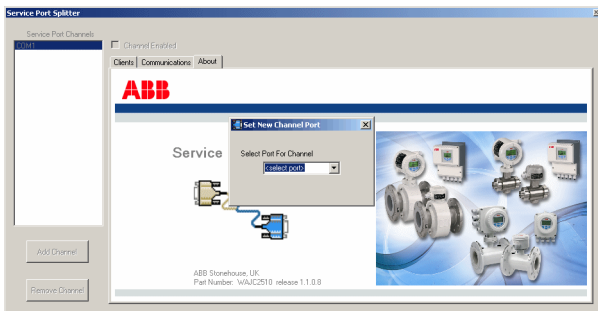 Service Port Splitter
Service Port Channels
COM1
Channel Enabled
Clients
Communications
About
ABB
Set New Channel Port
Service
Select Port For Channel
<select port>
ABB Stonehouse, UK
Part Number: WAJC2510 release 1.1.0.8
Add Channel
Remove Channel